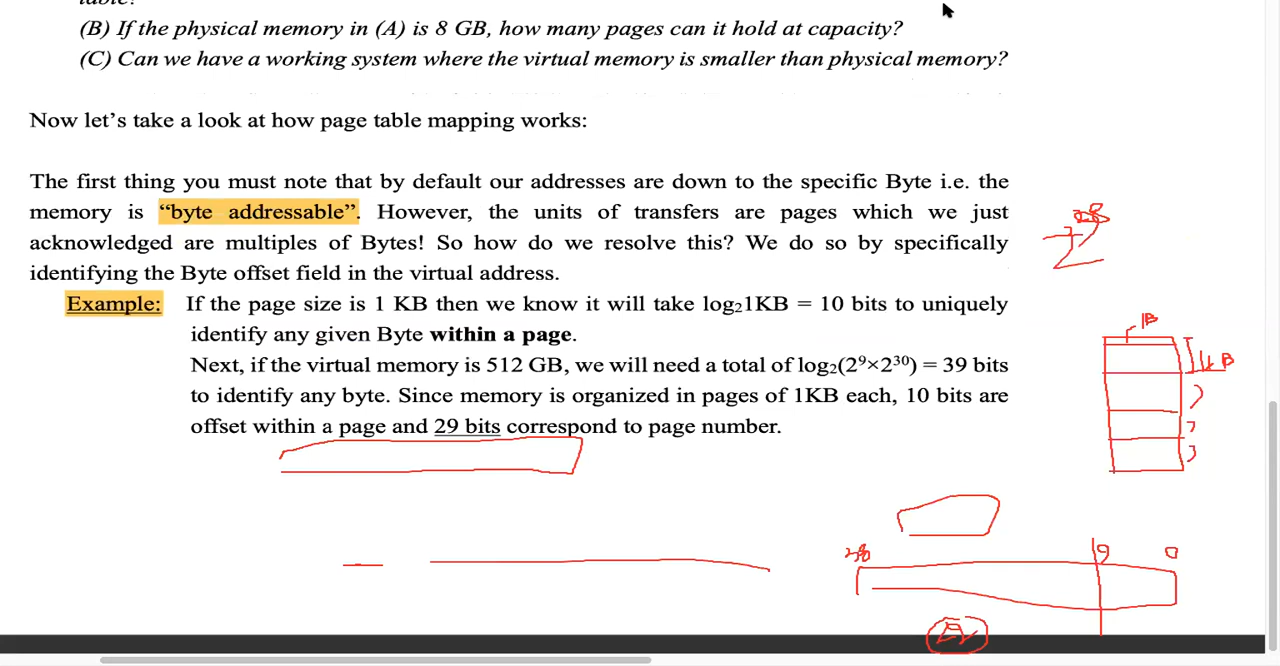 (B) If the physical memory in (A) is 8 GB, how many pages can it hold at capacity?
(C) Can we have a working system where the virtual memory is smaller than physical memory?
Now let's take a look at how page table mapping works:
The first thing you must note that by default our addresses are down to the specific Byte i.e. the
memory is “byte addressable”. However, the units of transfers are pages which we just
acknowledged are multiples of Bytes! So how do we resolve this? We do so by specifically
identifying the Byte offset field in the virtual address.
Example: If the page size is 1 KB then we know it will take log₂1KB = 10 bits to uniquely
identify any given Byte within a page.
Next, if the virtual memory is 512 GB, we will need a total of log₂(2⁹×2³⁰) = 39 bits
to identify any byte. Since memory is organized in pages of 1KB each, 10 bits are
offset within a page and 29 bits correspond to page number.
1B
1KB
38 9 0